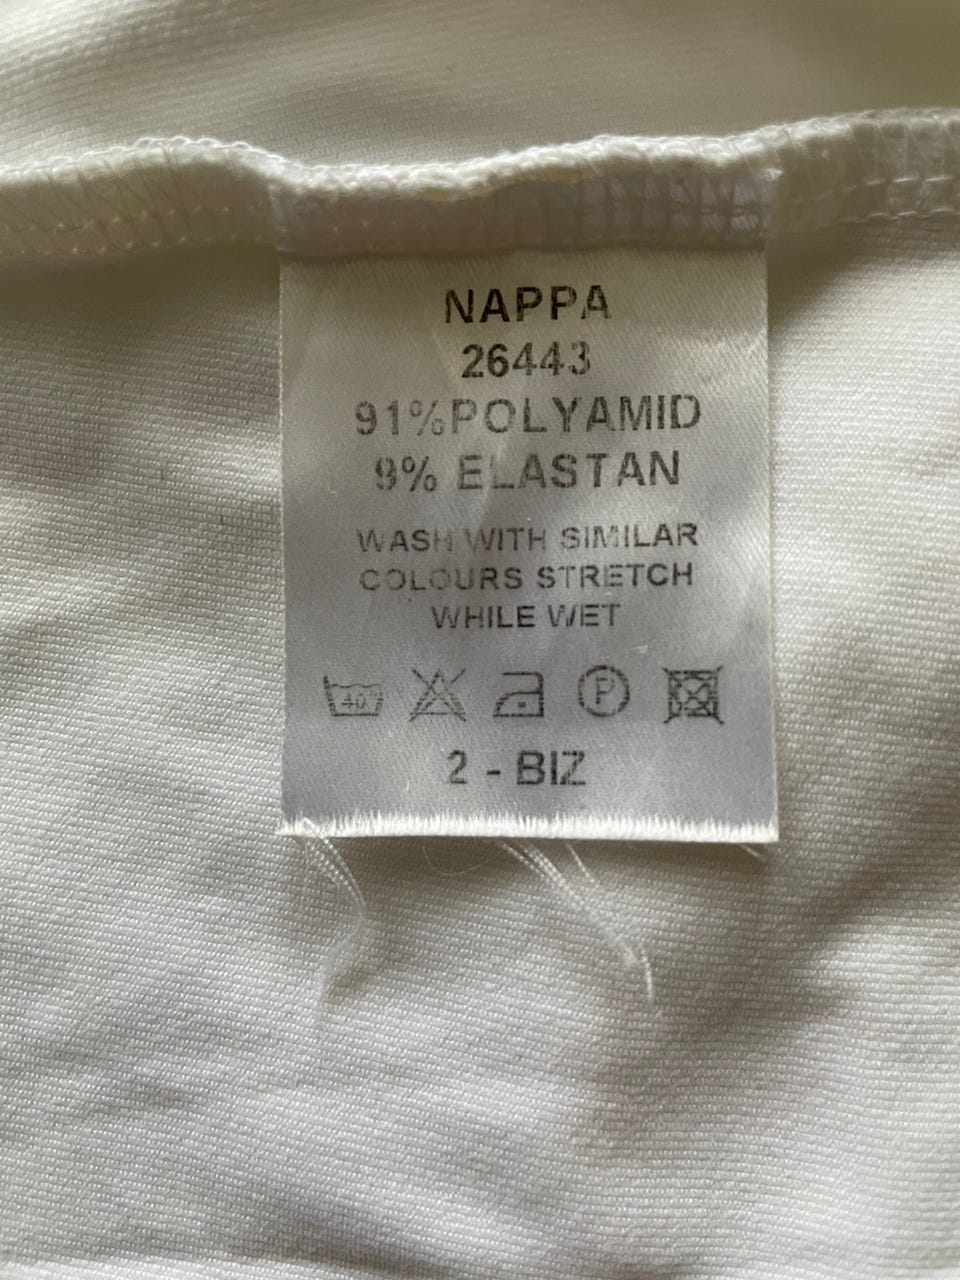 NAPPA
26443
91%POLYAMID
9% ELASTAN
WASH WITH SIMILAR
COLOURS STRETCH
WHILE WET
40° P
2 - BIZ